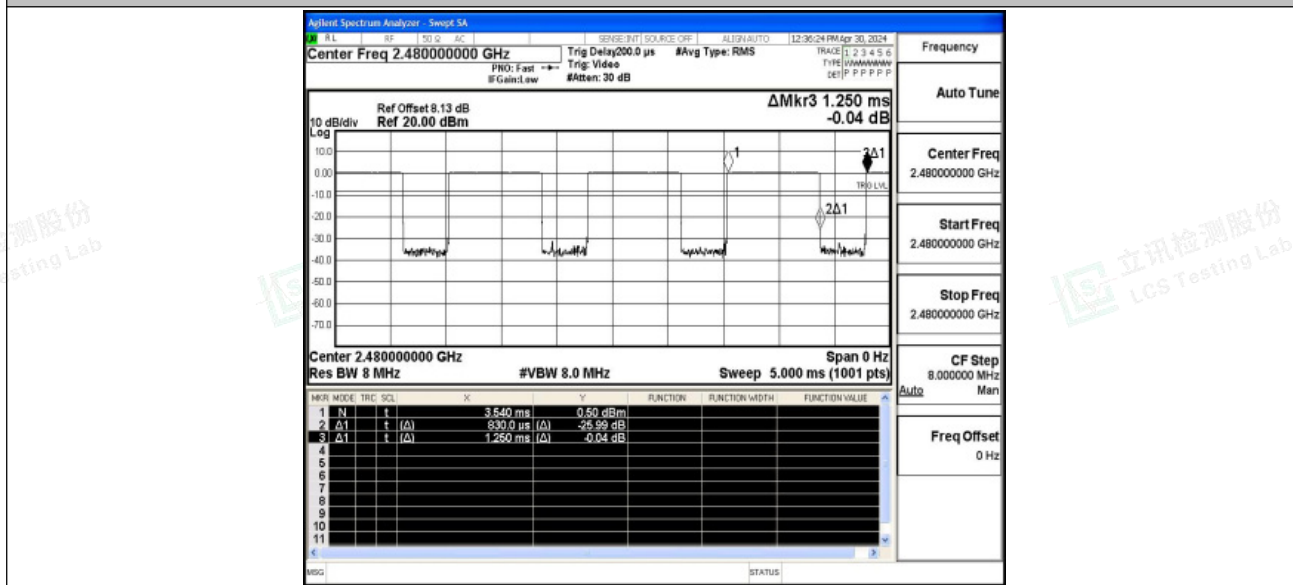 Agilent Spectrum Analyzer - Swept SA
RL RF 50 Ω AC SENSE:INT SOURCE OFF ALIGN AUTO 12:36:24 PM Apr 30, 2024
Center Freq 2.480000000 GHz
PNO: Fast
IFGain:Low
Trig Delay200.0 µs #Avg Type: RMS
Trig: Video
#Atten: 30 dB
TRACE 1 2 3 4 5 6
TYPE
DET P P P P P P
Frequency
Auto Tune
ΔMkr3 1.250 ms
-0.04 dB
Ref Offset 8.13 dB
10 dB/div Ref 20.00 dBm
Log
10.0
0.00
-10.0
-20.0
-30.0
-40.0
-50.0
-60.0
-70.0
1
3Δ1
TRIG LVL
2Δ1
Center Freq
2.480000000 GHz
Start Freq
2.480000000 GHz
Stop Freq
2.480000000 GHz
CF Step
8.000000 MHz
Auto Man
Freq Offset
0 Hz
Center 2.480000000 GHz Span 0 Hz
Res BW 8 MHz #VBW 8.0 MHz Sweep 5.000 ms (1001 pts)
MKR MODE TRC SCL X Y FUNCTION FUNCTION WIDTH FUNCTION VALUE
1 N t 3.540 ms 0.50 dBm
2 Δ1 t (Δ) 830.0 µs (Δ) -25.99 dB
3 Δ1 t (Δ) 1.250 ms (Δ) -0.04 dB
4
5
6
7
8
9
10
11
MSG STATUS
检测股份
esting Lab
立讯检测股份
LCS Testing Lab